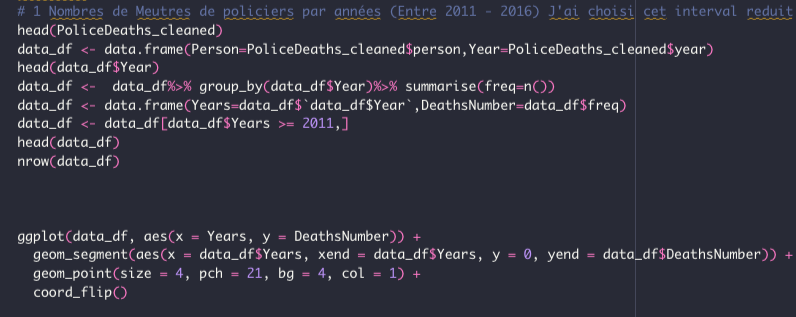 # 1 Nombres de Meutres de policiers par années (Entre 2011 - 2016) J'ai choisi cet interval reduit
head(PoliceDeaths_cleaned)
data_df <- data.frame(Person=PoliceDeaths_cleaned$person,Year=PoliceDeaths_cleaned$year)
head(data_df$Year)
data_df <-  data_df%>% group_by(data_df$Year)%>% summarise(freq=n())
data_df <- data.frame(Years=data_df$`data_df$Year`,DeathsNumber=data_df$freq)
data_df <- data_df[data_df$Years >= 2011,]
head(data_df)
nrow(data_df)
ggplot(data_df, aes(x = Years, y = DeathsNumber)) +
  geom_segment(aes(x = data_df$Years, xend = data_df$Years, y = 0, yend = data_df$DeathsNumber)) +
  geom_point(size = 4, pch = 21, bg = 4, col = 1) +
  coord_flip()